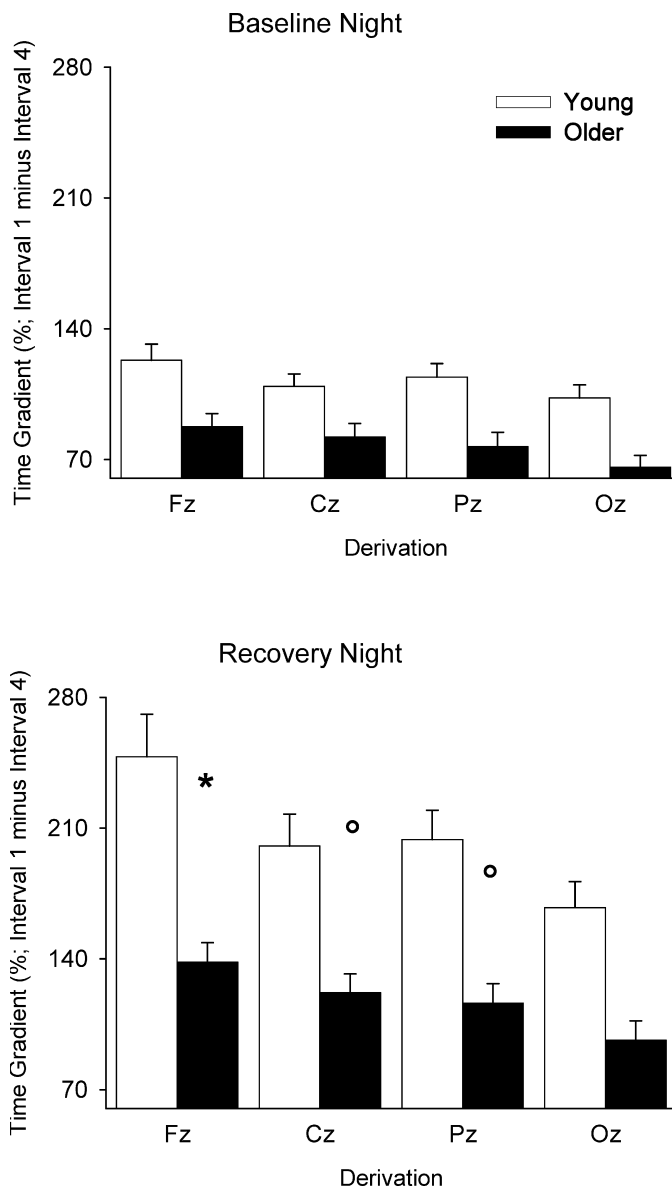 Baseline Night
Time Gradient (%; Interval 1 minus Interval 4)
280
210
140
70
Young
Older
Fz Cz Pz Oz
Derivation
Recovery Night
Time Gradient (%; Interval 1 minus Interval 4)
280
210
140
70
*
°
°
Fz Cz Pz Oz
Derivation